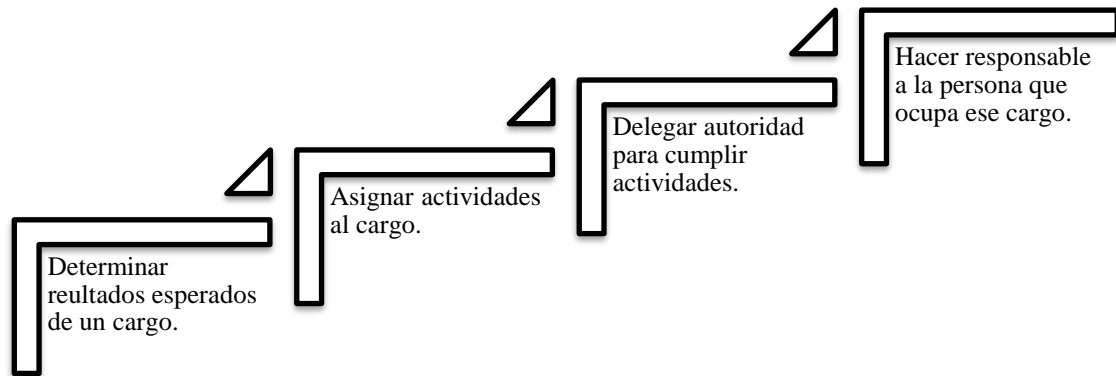 Determinar
reultados esperados
de un cargo.
Asignar actividades
al cargo.
Delegar autoridad
para cumplir
actividades.
Hacer responsable
a la persona que
ocupa ese cargo.